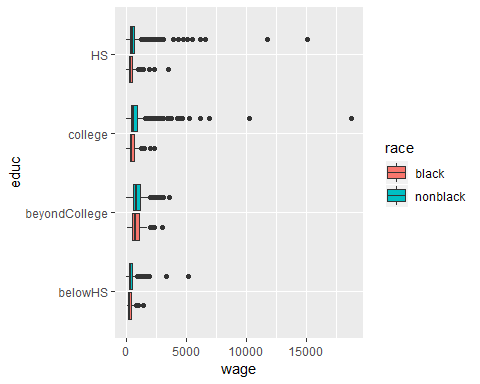 HS
college
beyondCollege
belowHS
educ
0
5000
10000
15000
wage
race
black
nonblack